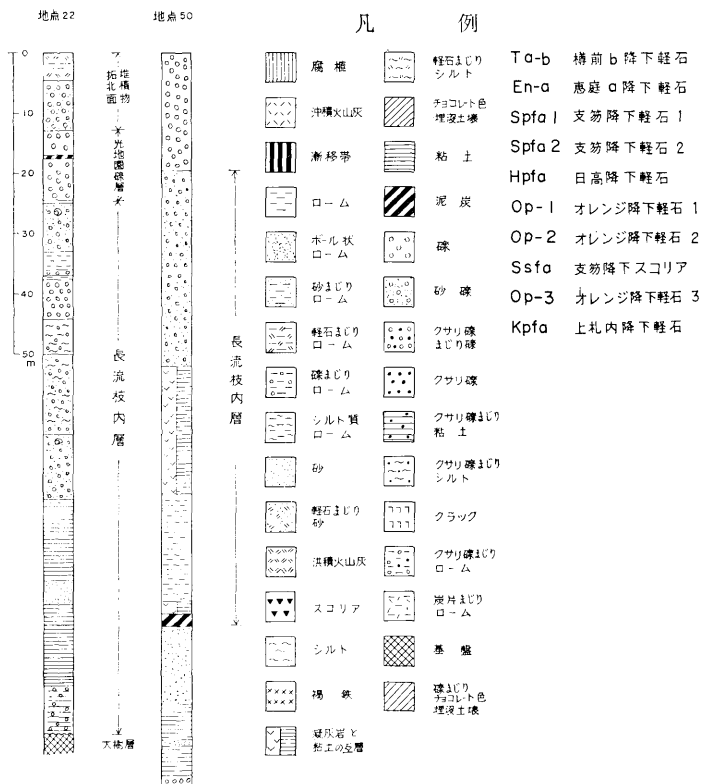 地点22
地点50
0
10
20
30
40
50
m
拓北面
堆積物
光地園礫層
長流枝内層
大樹層
長流枝内層
凡 例
腐植
沖積火山灰
漸移帯
ローム
ボール状
ローム
砂まじり
ローム
軽石まじり
ローム
礫まじり
ローム
シルト質
ローム
砂
軽石まじり
砂
洪積火山灰
スコリア
シルト
褐鉄
凝灰岩と
粘土の互層
軽石まじり
シルト
チョコレト色
埋没土壌
粘土
泥炭
礫
砂礫
クサリ礫
まじり礫
クサリ礫
クサリ礫まじり
粘土
クサリ礫まじり
シルト
クラック
クサリ礫まじり
ローム
炭片まじり
ローム
基盤
礫まじり
チョコレト色
埋没土壌
Ta-b 樽前b降下軽石
En-a 恵庭a降下軽石
Spfa 1 支笏降下軽石1
Spfa 2 支笏降下軽石2
Hpfa 日高降下軽石
Op-1 オレンジ降下軽石1
Op-2 オレンジ降下軽石2
Ssfa 支笏降下スコリア
Op-3 オレンジ降下軽石3
Kpfa 上札内降下軽石